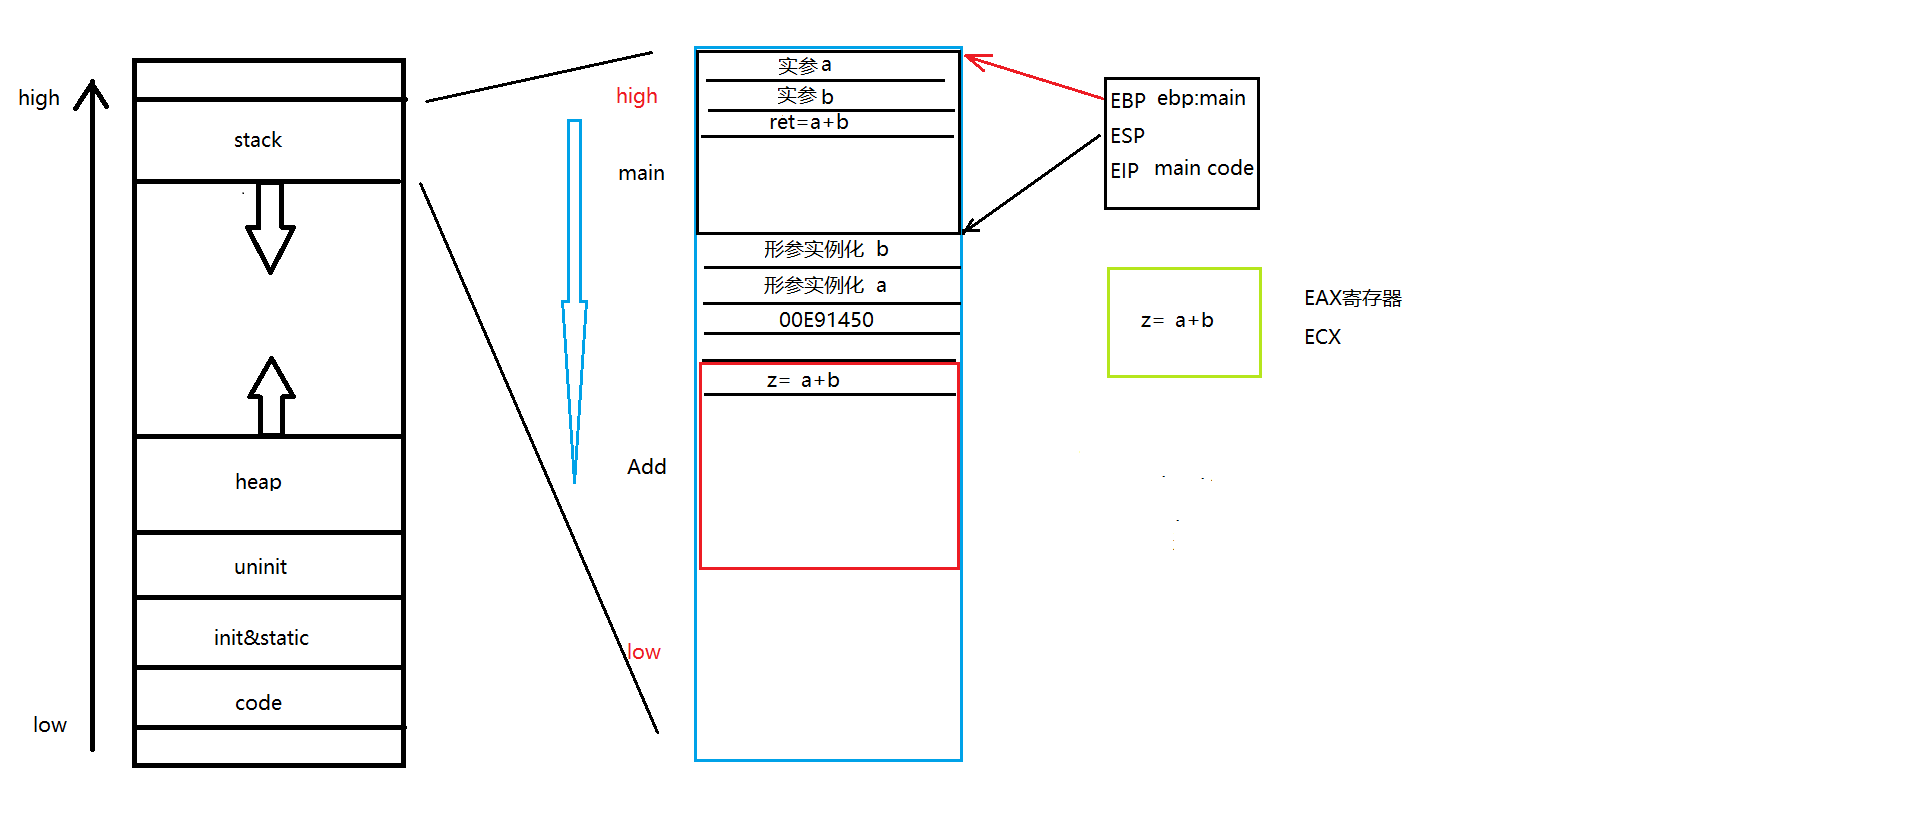 high
stack
heap
uninit
init&static
code
low
high
main
Add
low
实参a
实参b
ret=a+b
形参实例化 b
形参实例化 a
00E91450
z= a+b
EBP ebp:main
ESP
EIP main code
z= a+b
EAX寄存器
ECX